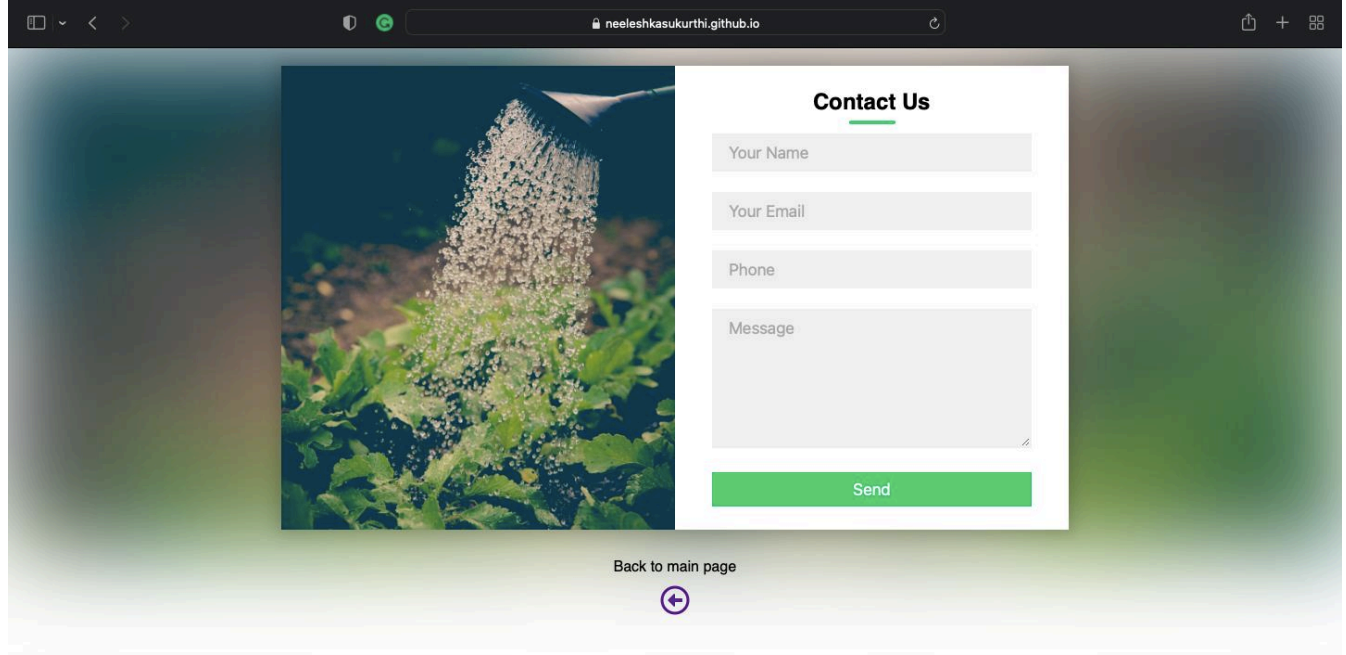 neeleshkasukurthi.github.io
Contact Us
Your Name
Your Email
Phone
Message
Send
Back to main page